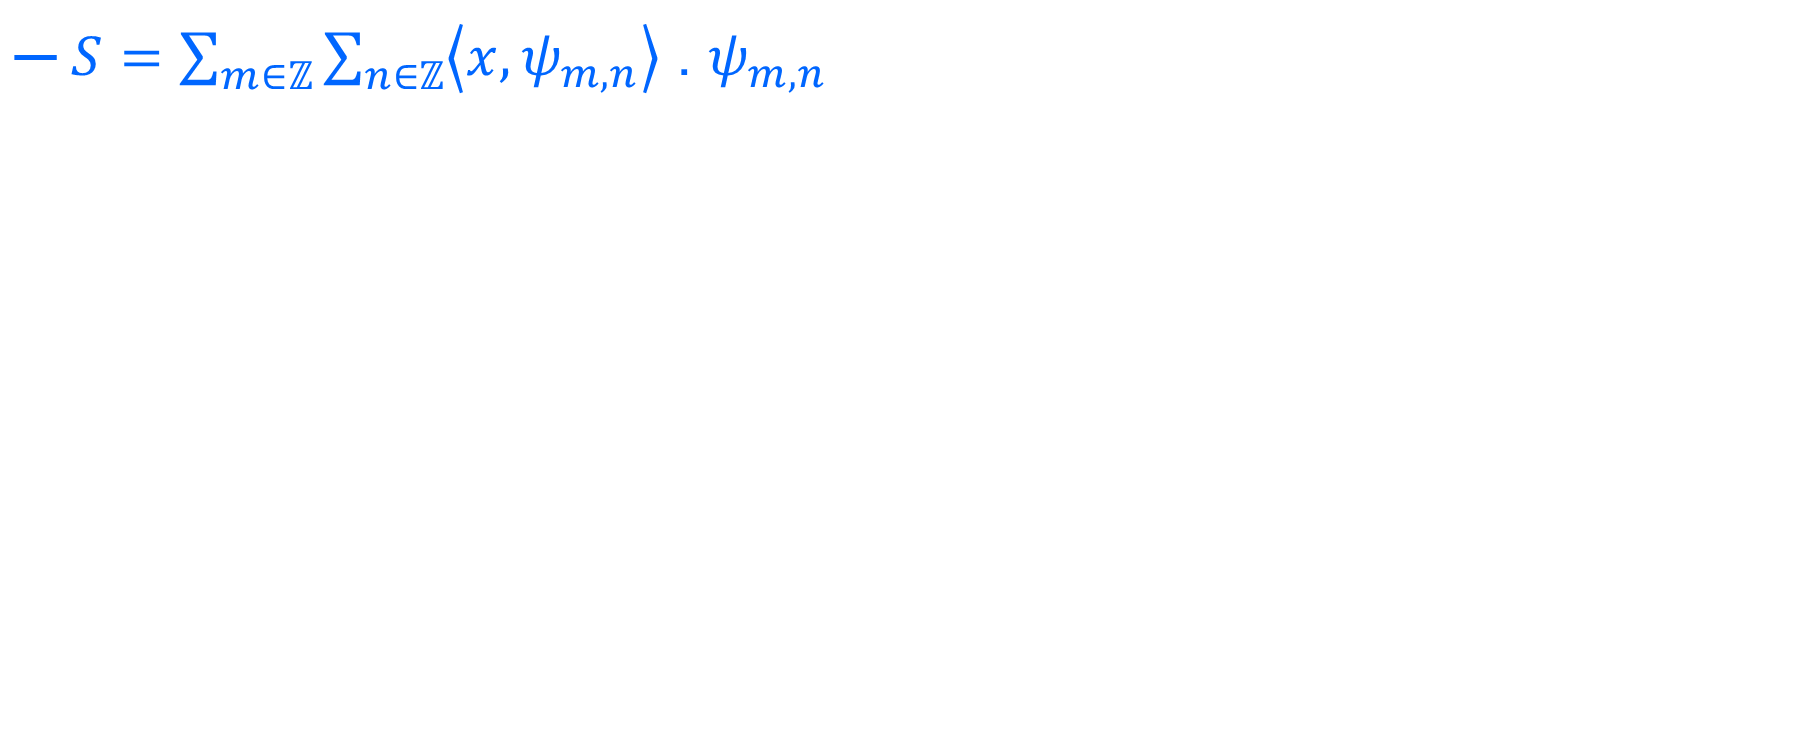 − S = ∑_{m∈ℤ} ∑_{n∈ℤ} ⟨x, ψ_{m,n}⟩ . ψ_{m,n}